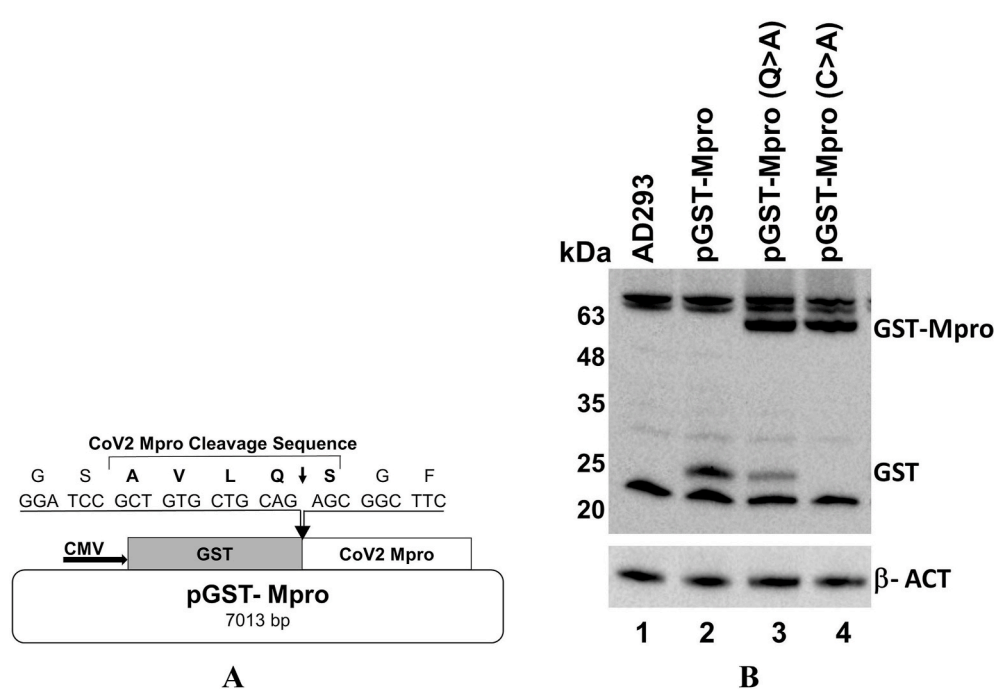 CoV2 Mpro Cleavage Sequence
G S A V L Q S G F
GGA TCC GCT GTG CTG CAG AGC GGC TTC
CMV
GST
CoV2 Mpro
pGST- Mpro
7013 bp
A
kDa
AD293
pGST-Mpro
pGST-Mpro (Q>A)
pGST-Mpro (C>A)
63
48
35
25
20
GST-Mpro
GST
β- ACT
1 2 3 4
B